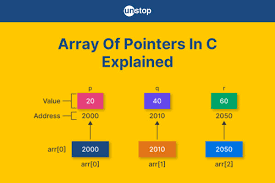 unstop
Array Of Pointers In C
Explained
p q r
Value 20 40 60
Address 2000 2010 2050
arr[0] 2000 2010 2050
arr[0] arr[1] arr[2]